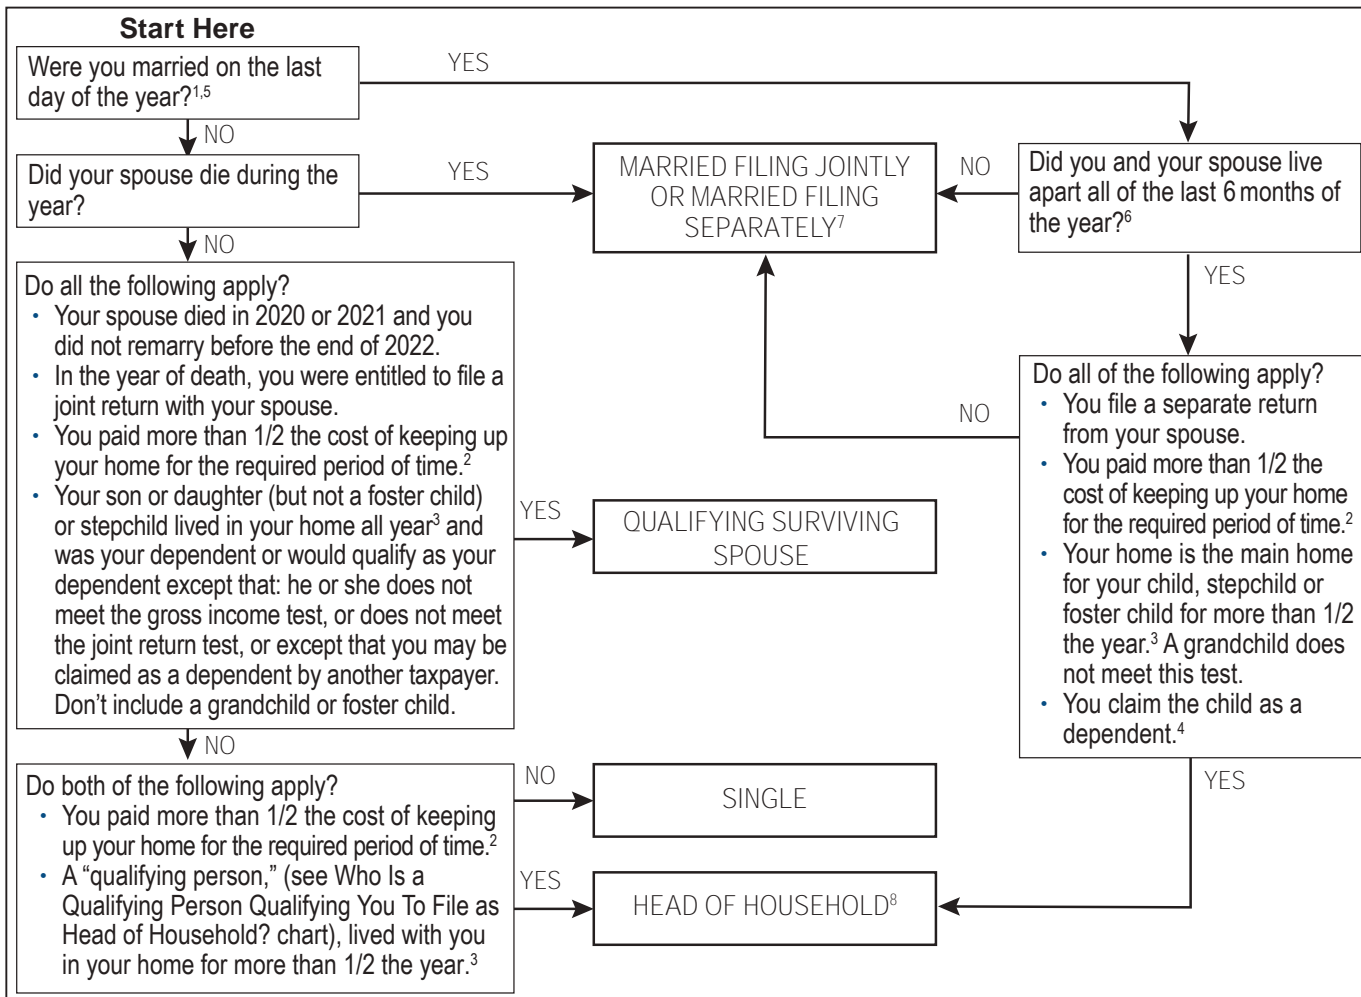 Start Here
Were you married on the last
day of the year?1,5
YES
NO
Did your spouse die during the
year?
YES
MARRIED FILING JOINTLY
OR MARRIED FILING
SEPARATELY7
NO
Did you and your spouse live
apart all of the last 6 months of
the year?6
NO
YES
Do all the following apply?
• Your spouse died in 2020 or 2021 and you
did not remarry before the end of 2022.
• In the year of death, you were entitled to file a
joint return with your spouse.
• You paid more than 1/2 the cost of keeping up
your home for the required period of time.2
• Your son or daughter (but not a foster child)
or stepchild lived in your home all year3 and
was your dependent or would qualify as your
dependent except that: he or she does not
meet the gross income test, or does not meet
the joint return test, or except that you may be
claimed as a dependent by another taxpayer.
Don’t include a grandchild or foster child.
YES
QUALIFYING SURVIVING
SPOUSE
NO
Do all of the following apply?
• You file a separate return
from your spouse.
• You paid more than 1/2 the
cost of keeping up your home
for the required period of time.2
• Your home is the main home
for your child, stepchild or
foster child for more than 1/2
the year.3 A grandchild does
not meet this test.
• You claim the child as a
dependent.4
NO
YES
Do both of the following apply?
• You paid more than 1/2 the cost of keeping
up your home for the required period of time.2
• A “qualifying person,” (see Who Is a
Qualifying Person Qualifying You To File as
Head of Household? chart), lived with you
in your home for more than 1/2 the year.3
NO
SINGLE
YES
HEAD OF HOUSEHOLD8